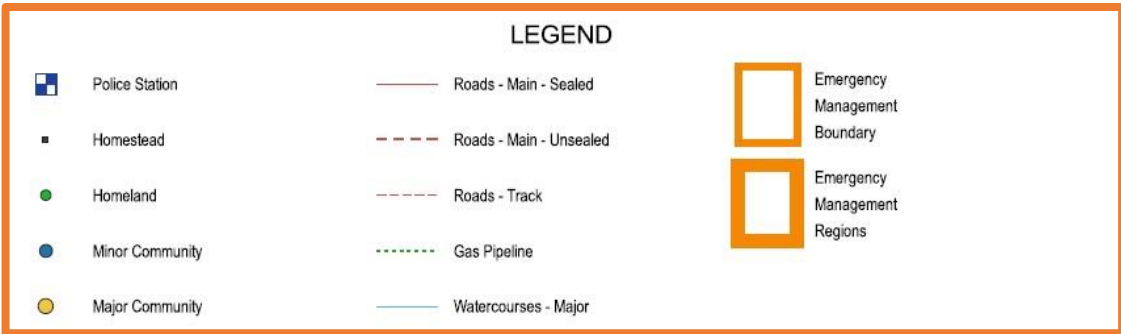 LEGEND
Police Station
Homestead
Homeland
Minor Community
Major Community
Roads - Main - Sealed
Roads - Main - Unsealed
Roads - Track
Gas Pipeline
Watercourses - Major
Emergency
Management
Boundary
Emergency
Management
Regions